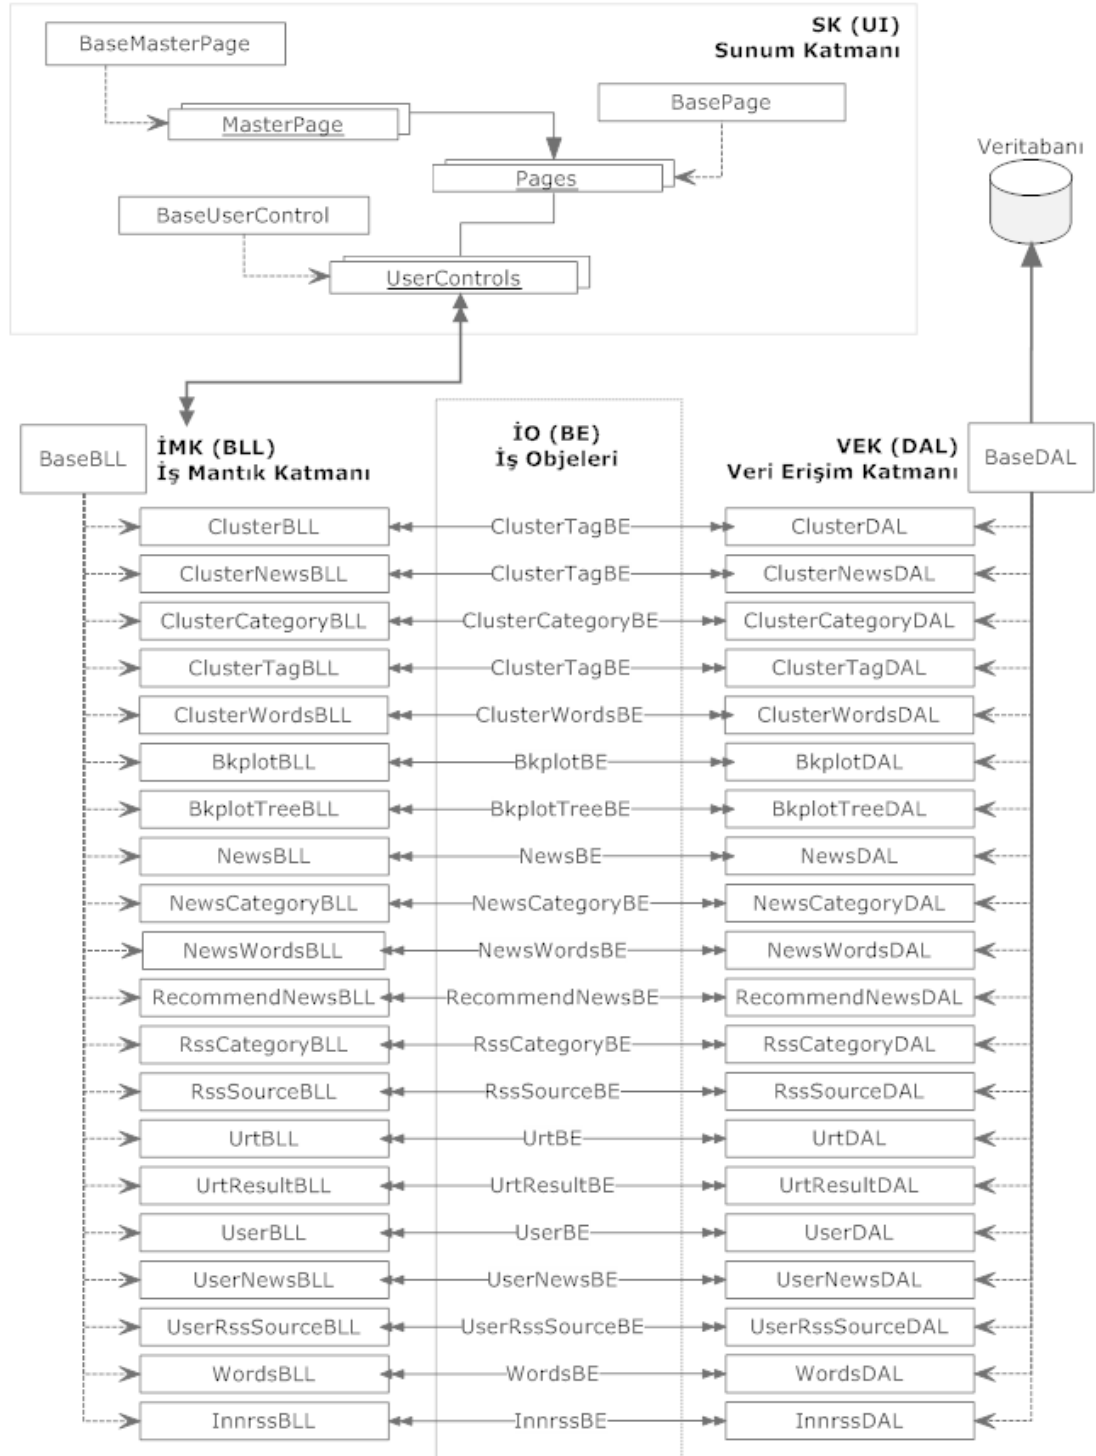 SK (UI)
Sunum Katmanı
BaseMasterPage
BasePage
MasterPage
Veritabanı
Pages
BaseUserControl
UserControls
BaseBLL
İMK (BLL)
İş Mantık Katmanı
İO (BE)
İş Objeleri
VEK (DAL)
Veri Erişim Katmanı
BaseDAL
ClusterBLL ClusterTagBE ClusterDAL
ClusterNewsBLL ClusterTagBE ClusterNewsDAL
ClusterCategoryBLL ClusterCategoryBE ClusterCategoryDAL
ClusterTagBLL ClusterTagBE ClusterTagDAL
ClusterWordsBLL ClusterWordsBE ClusterWordsDAL
BkplotBLL BkplotBE BkplotDAL
BkplotTreeBLL BkplotTreeBE BkplotTreeDAL
NewsBLL NewsBE NewsDAL
NewsCategoryBLL NewsCategoryBE NewsCategoryDAL
NewsWordsBLL NewsWordsBE NewsWordsDAL
RecommendNewsBLL RecommendNewsBE RecommendNewsDAL
RssCategoryBLL RssCategoryBE RssCategoryDAL
RssSourceBLL RssSourceBE RssSourceDAL
UrtBLL UrtBE UrtDAL
UrtResultBLL UrtResultBE UrtResultDAL
UserBLL UserBE UserDAL
UserNewsBLL UserNewsBE UserNewsDAL
UserRssSourceBLL UserRssSourceBE UserRssSourceDAL
WordsBLL WordsBE WordsDAL
InnrssBLL InnrssBE InnrssDAL